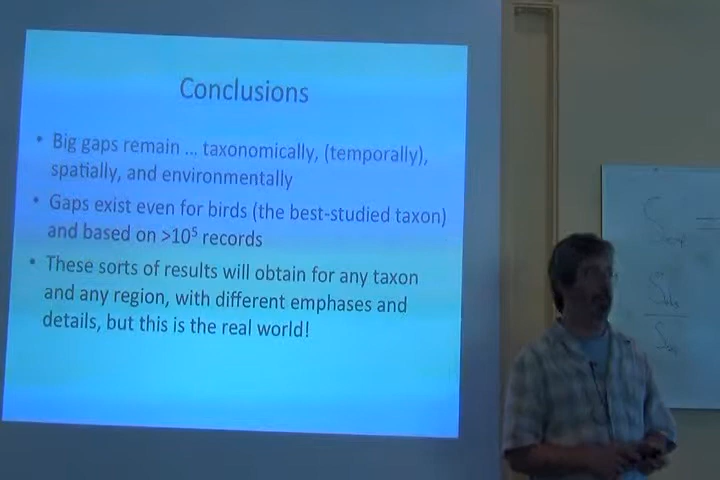 Conclusions
• Big gaps remain ... taxonomically, (temporally),
spatially, and environmentally
• Gaps exist even for birds (the best-studied taxon)
and based on >10⁵ records
• These sorts of results will obtain for any taxon
and any region, with different emphases and
details, but this is the real world!